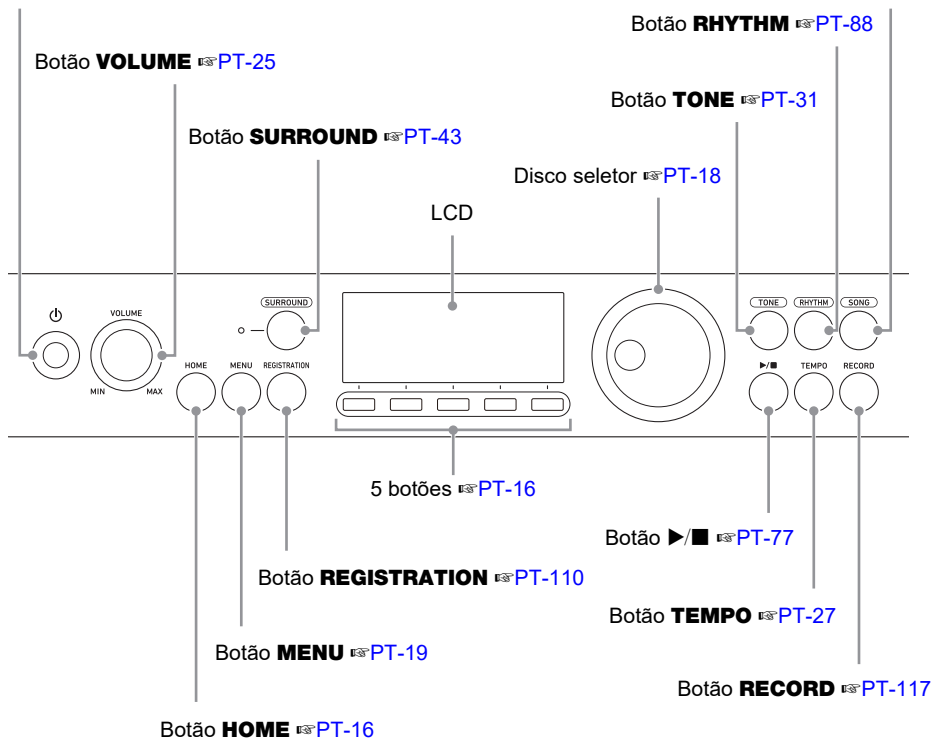 Botão RHYTHM ☞PT-88
Botão VOLUME ☞PT-25
Botão TONE ☞PT-31
Botão SURROUND ☞PT-43
Disco seletor ☞PT-18
LCD
SURROUND
TONE
RHYTHM
SONG
VOLUME
HOME
MENU
REGISTRATION
▶/■
TEMPO
RECORD
MIN
MAX
5 botões ☞PT-16
Botão ▶/■ ☞PT-77
Botão REGISTRATION ☞PT-110
Botão TEMPO ☞PT-27
Botão MENU ☞PT-19
Botão RECORD ☞PT-117
Botão HOME ☞PT-16